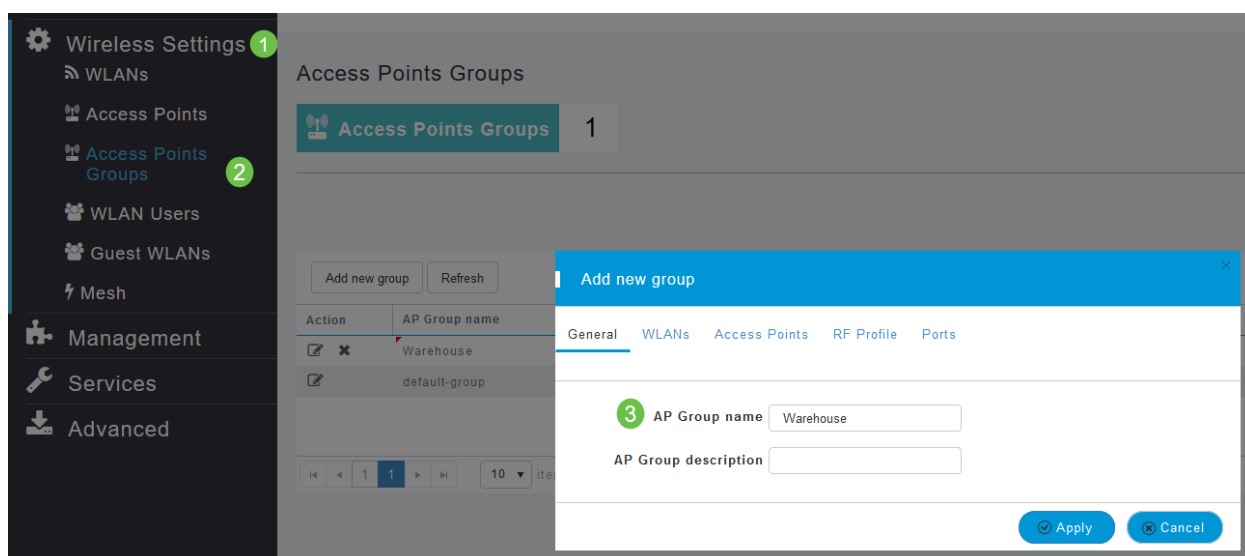 Wireless Settings 1
WLANs
Access Points
Access Points
Groups
2
WLAN Users
Guest WLANs
Mesh
Management
Services
Advanced
Access Points Groups
Access Points Groups 1
Add new group Refresh
Action AP Group name
Warehouse
default-group
1 1 10 ite
Add new group
General WLANs Access Points RF Profile Ports
3 AP Group name Warehouse
AP Group description
Apply Cancel